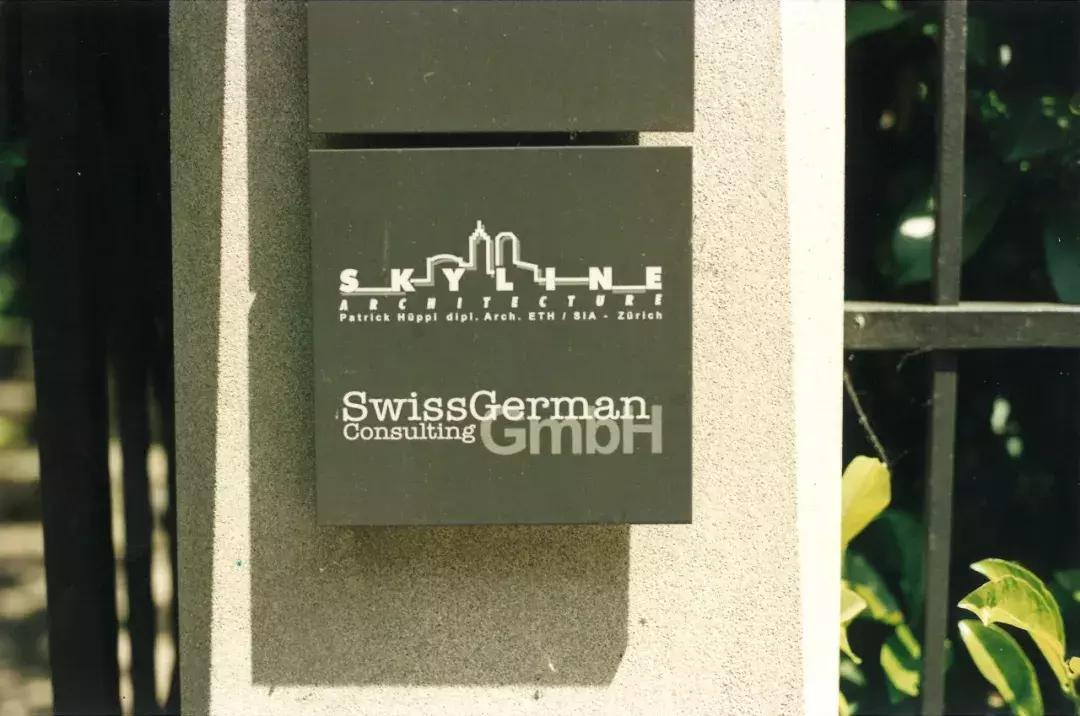 SKYLINE
ARCHITECTURE
Patrick Hüppi dipl. Arch. ETH / SIA - Zürich
SwissGerman
Consulting GmbH